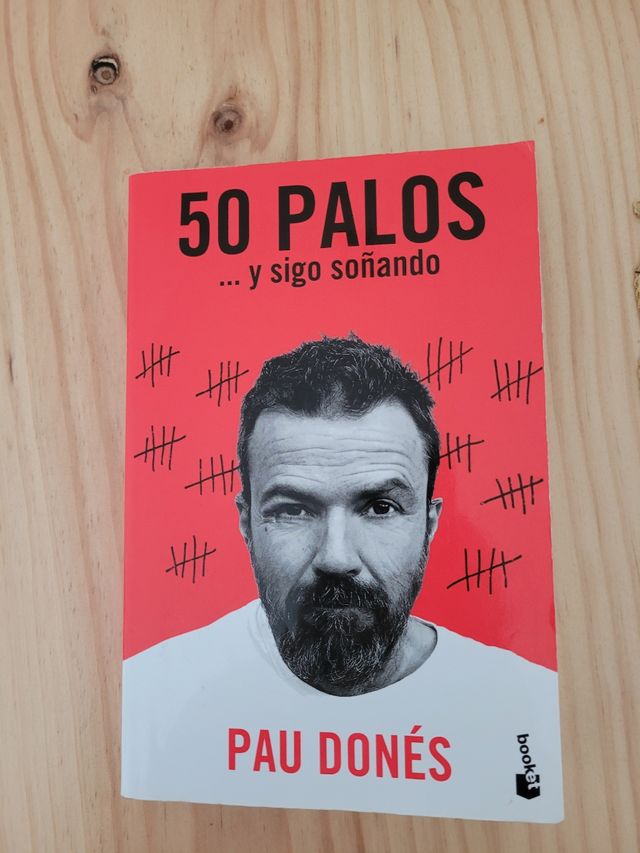 50 PALOS
... y sigo soñando
PAU DONÉS
booket